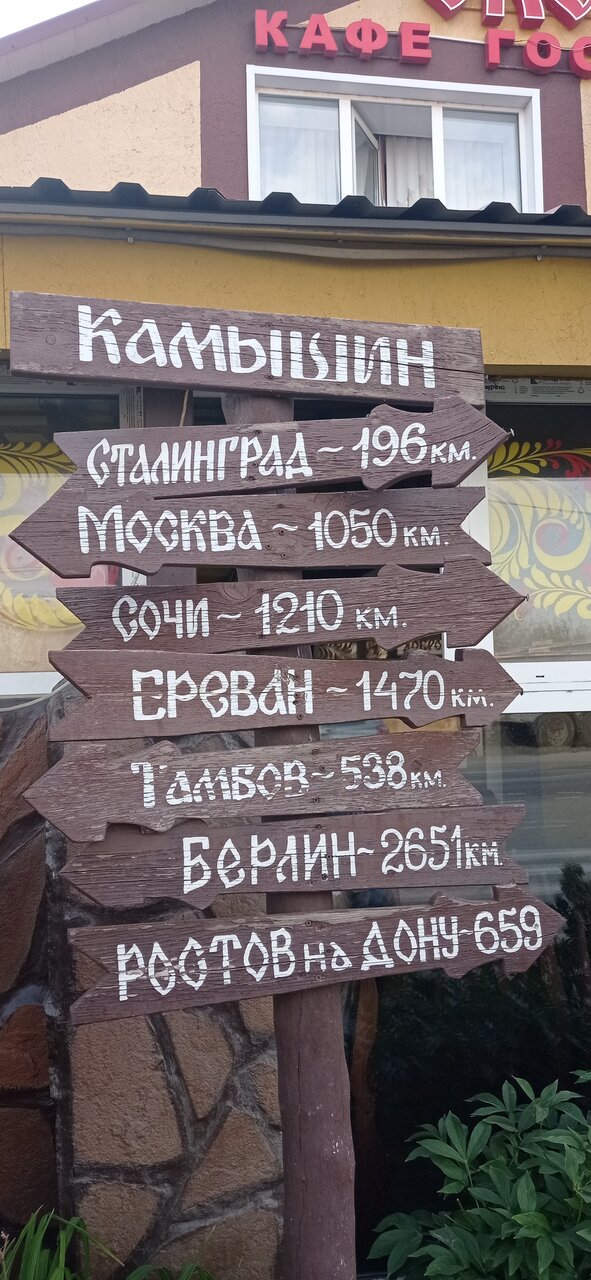 КАФЕ ГОС
Камышин
Сталинград ~ 196 км.
Москва ~ 1050 км.
Сочи ~ 1210 км.
Ереван ~ 1470 км.
Тамбов ~ 538 км.
Берлин ~ 2651 км.
Ростов на Дону - 659